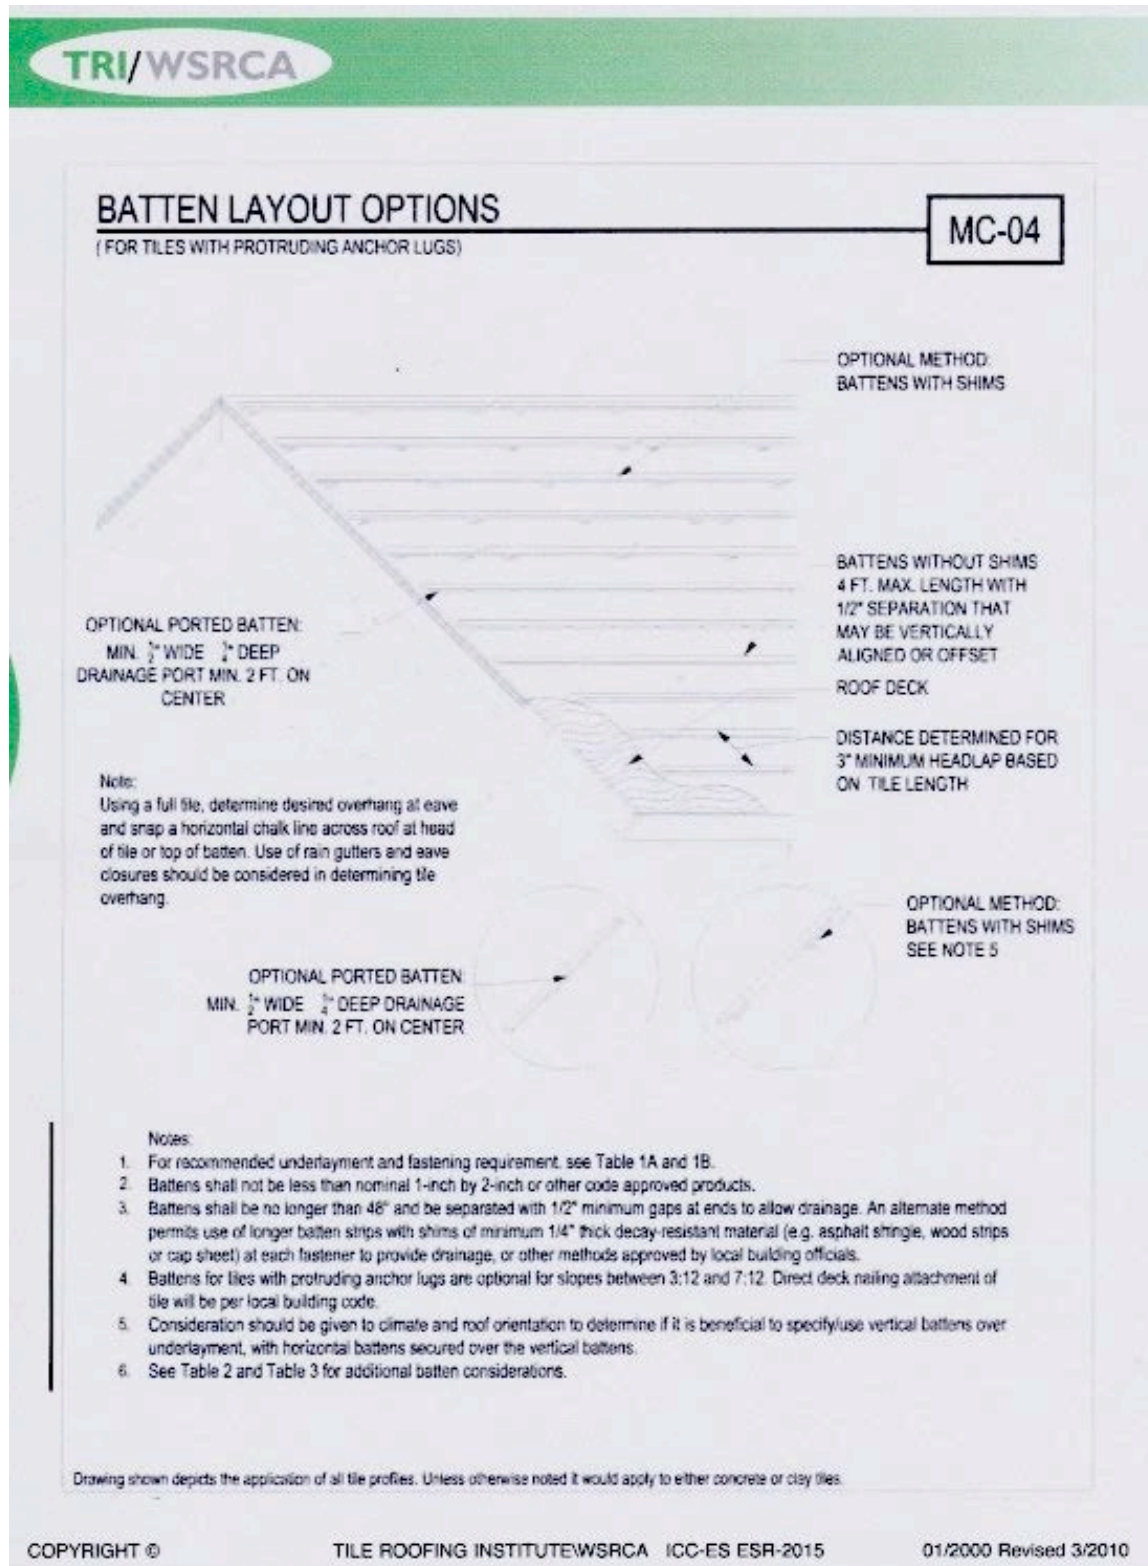 TRI/WSRCA
BATTEN LAYOUT OPTIONS
MC-04
( FOR TILES WITH PROTRUDING ANCHOR LUGS)
OPTIONAL METHOD:
BATTENS WITH SHIMS
BATTENS WITHOUT SHIMS
4 FT. MAX. LENGTH WITH
1/2" SEPARATION THAT
MAY BE VERTICALLY
ALIGNED OR OFFSET
OPTIONAL PORTED BATTEN:
MIN. 1/2" WIDE 1/4" DEEP
DRAINAGE PORT MIN. 2 FT. ON
CENTER
ROOF DECK
DISTANCE DETERMINED FOR
3" MINIMUM HEADLAP BASED
ON TILE LENGTH
Note:
Using a full tile, determine desired overhang at eave
and snap a horizontal chalk line across roof at head
of tile or top of batten. Use of rain gutters and eave
closures should be considered in determining tile
overhang.
OPTIONAL METHOD:
BATTENS WITH SHIMS
SEE NOTE 5
OPTIONAL PORTED BATTEN:
MIN. 1/2" WIDE 1/4" DEEP DRAINAGE
PORT MIN. 2 FT. ON CENTER
Notes:
1. For recommended underlayment and fastening requirement, see Table 1A and 1B.
2. Battens shall not be less than nominal 1-inch by 2-inch or other code approved products.
3. Battens shall be no longer than 48" and be separated with 1/2" minimum gaps at ends to allow drainage. An alternate method
permits use of longer batten strips with shims of minimum 1/4" thick decay-resistant material (e.g. asphalt shingle, wood strips
or cap sheet) at each fastener to provide drainage, or other methods approved by local building officials.
4. Battens for tiles with protruding anchor lugs are optional for slopes between 3:12 and 7:12. Direct deck nailing attachment of
tile will be per local building code.
5. Consideration should be given to climate and roof orientation to determine if it is beneficial to specify/use vertical battens over
underlayment, with horizontal battens secured over the vertical battens.
6. See Table 2 and Table 3 for additional batten considerations.
Drawing shown depicts the application of all tile profiles. Unless otherwise noted it would apply to either concrete or clay tiles.
COPYRIGHT © TILE ROOFING INSTITUTE\WSRCA ICC-ES ESR-2015 01/2000 Revised 3/2010